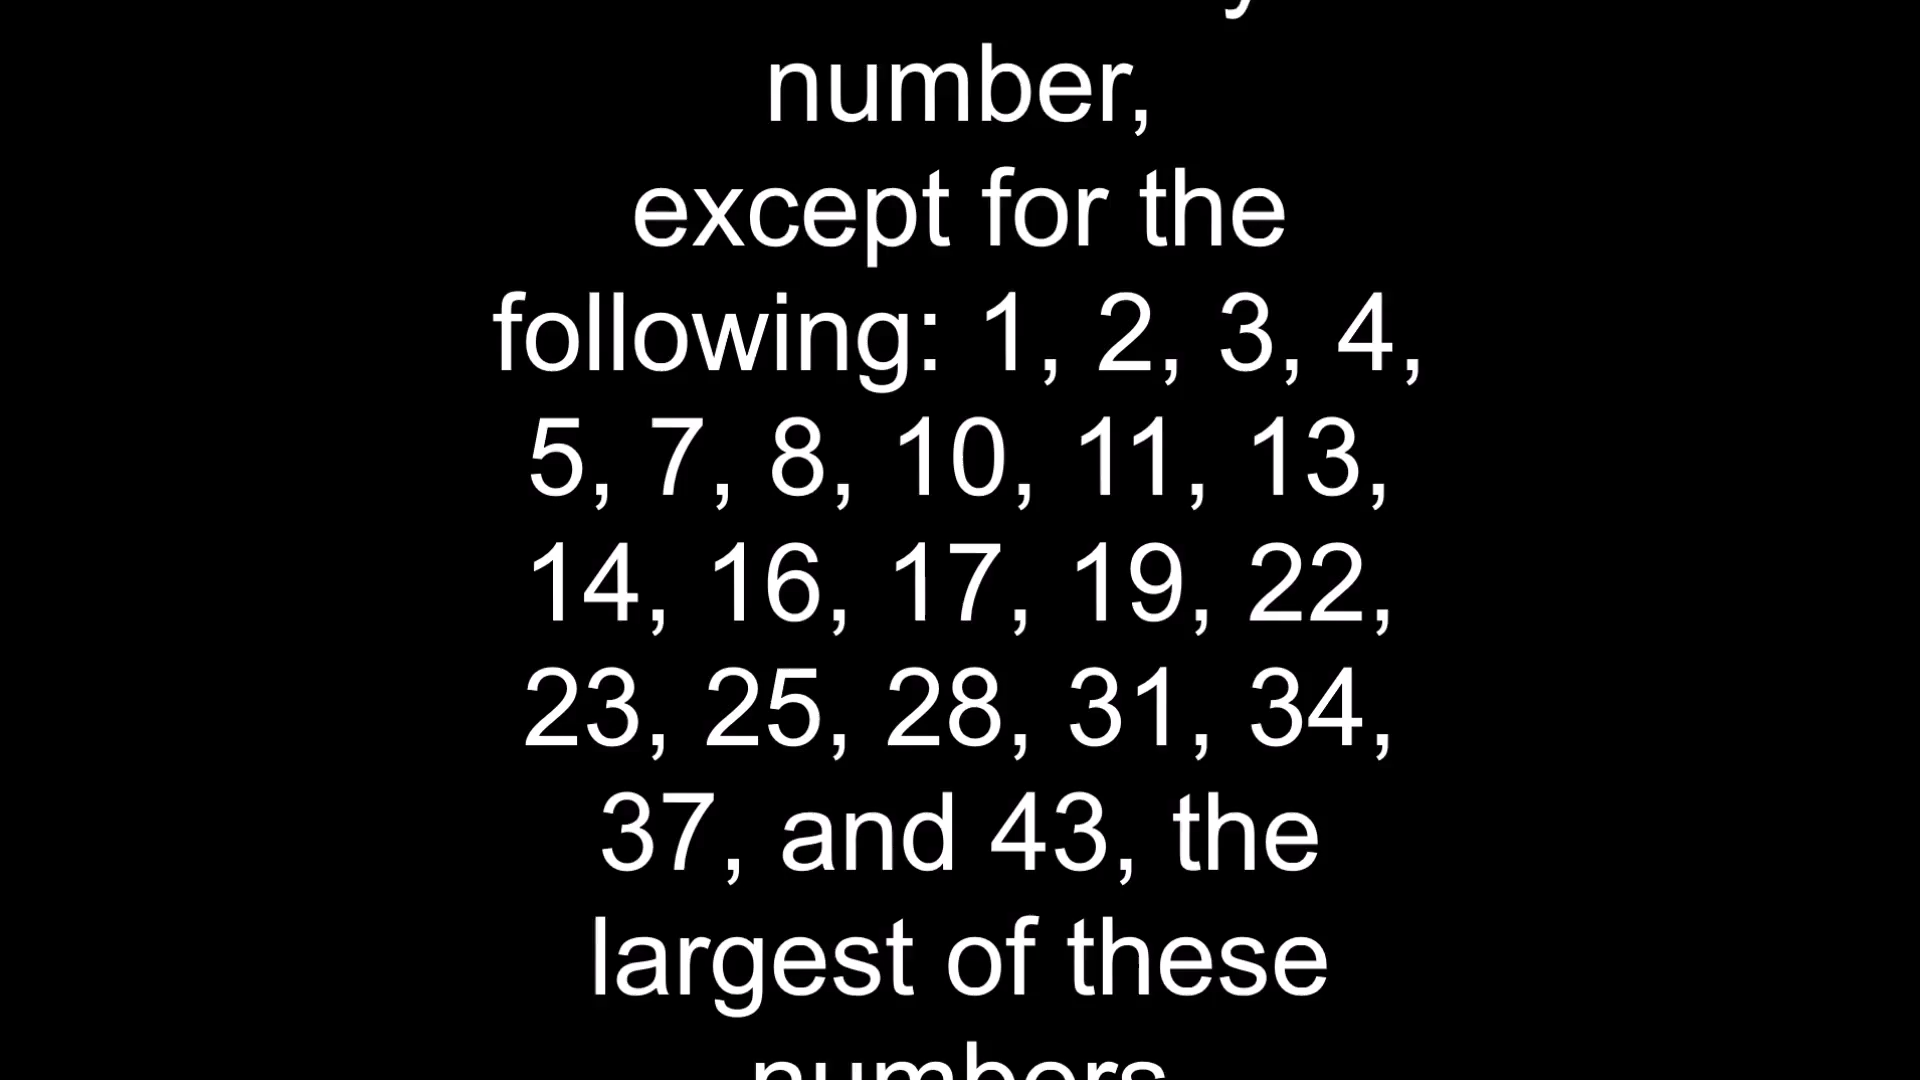 number,
except for the
following: 1, 2, 3, 4,
5, 7, 8, 10, 11, 13,
14, 16, 17, 19, 22,
23, 25, 28, 31, 34,
37, and 43, the
largest of these
numbers